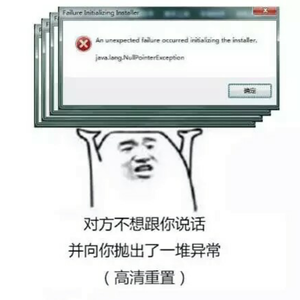 Failure Initializing Installer
An unexpected failure occurred initializing the installer.
java.lang.NullPointerException
确定
对方不想跟你说话
并向你抛出了一堆异常
(高清重置)